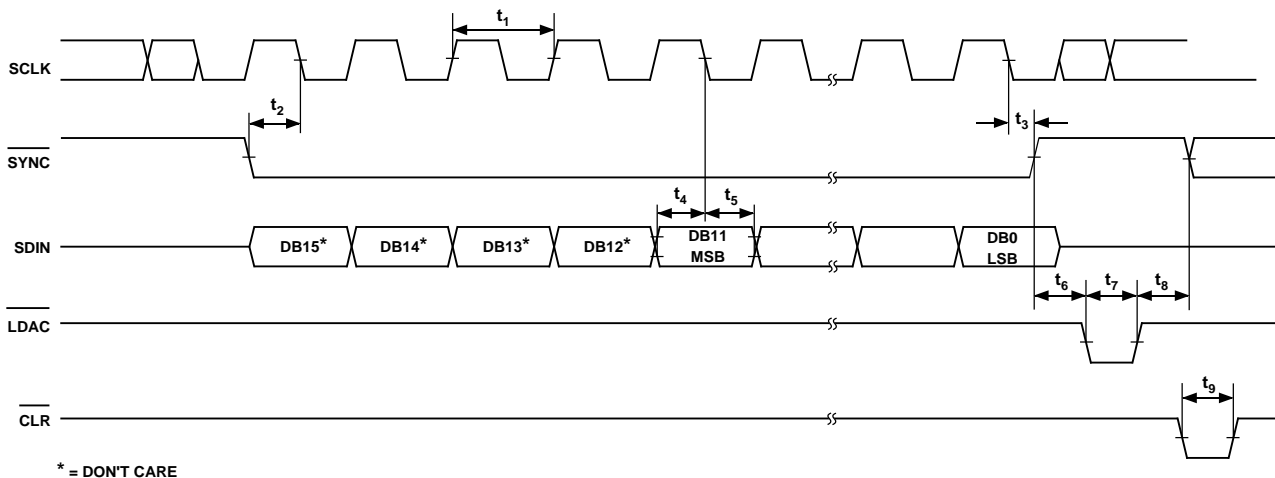 t1
SCLK
t2
t3
SYNC
t4
t5
SDIN
DB15*
DB14*
DB13*
DB12*
DB11
MSB
DB0
LSB
t6
t7
t8
LDAC
t9
CLR
* = DON'T CARE